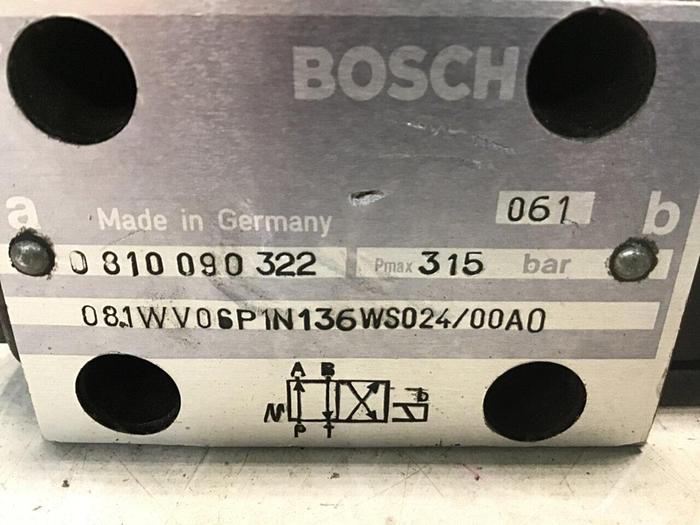 BOSCH
061
a b
Made in Germany
0 810 090 322 Pmax 315 bar
081WV06P1N136WS024/00A0
A B
b
P T